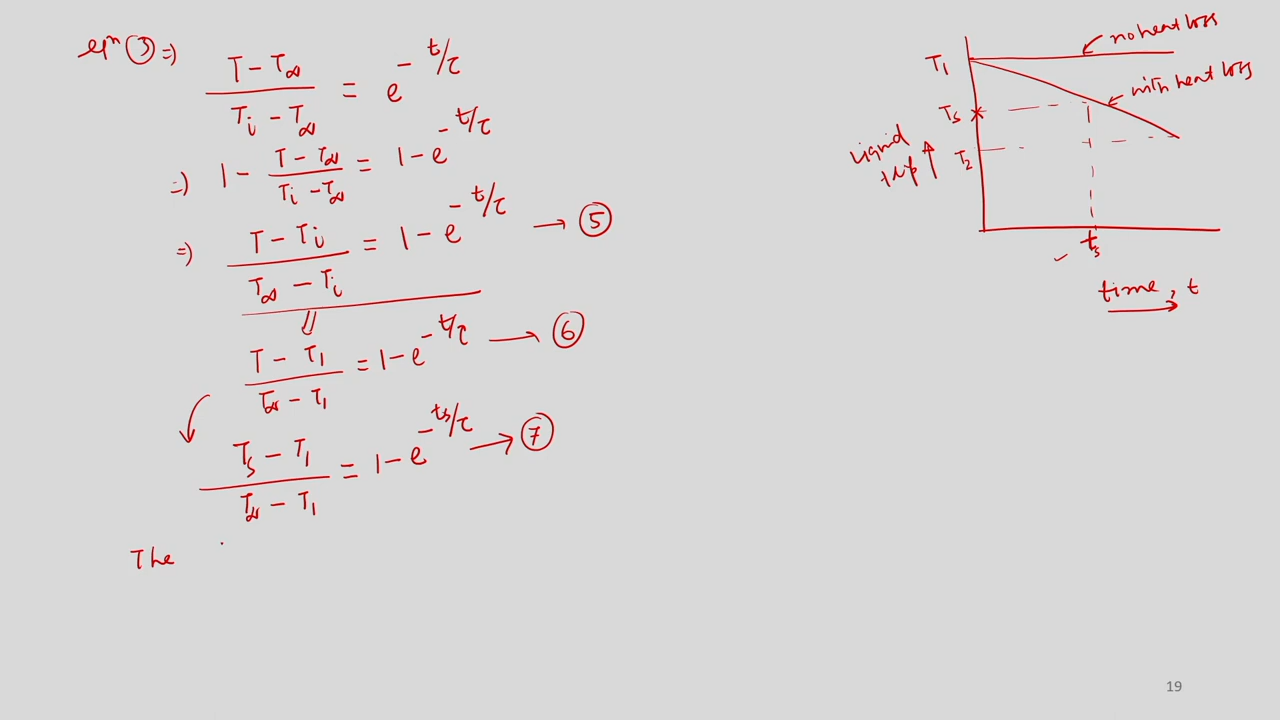 eqⁿ (3) ⇒ (T - T∞)/(Ti - T∞) = e^(-t/τ)
⇒ 1 - (T - T∞)/(Ti - T∞) = 1 - e^(-t/τ)
⇒ (T - Ti)/(T∞ - Ti) = 1 - e^(-t/τ) → (5)
⇓
(T - T1)/(T∞ - T1) = 1 - e^(-t/τ) → (6)
(Ts - T1)/(T∞ - T1) = 1 - e^(-ts/τ) → (7)
The
no heat loss
with heat loss
T1
Ts
T2
Liquid
ts
time, t
19